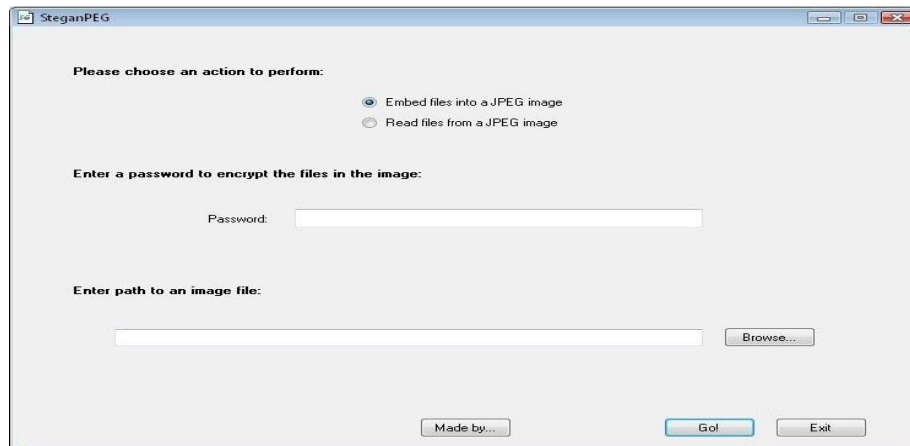 SteganPEG
Please choose an action to perform:
Embed files into a JPEG image
Read files from a JPEG image
Enter a password to encrypt the files in the image:
Password:
Enter path to an image file:
Browse...
Made by... Go! Exit